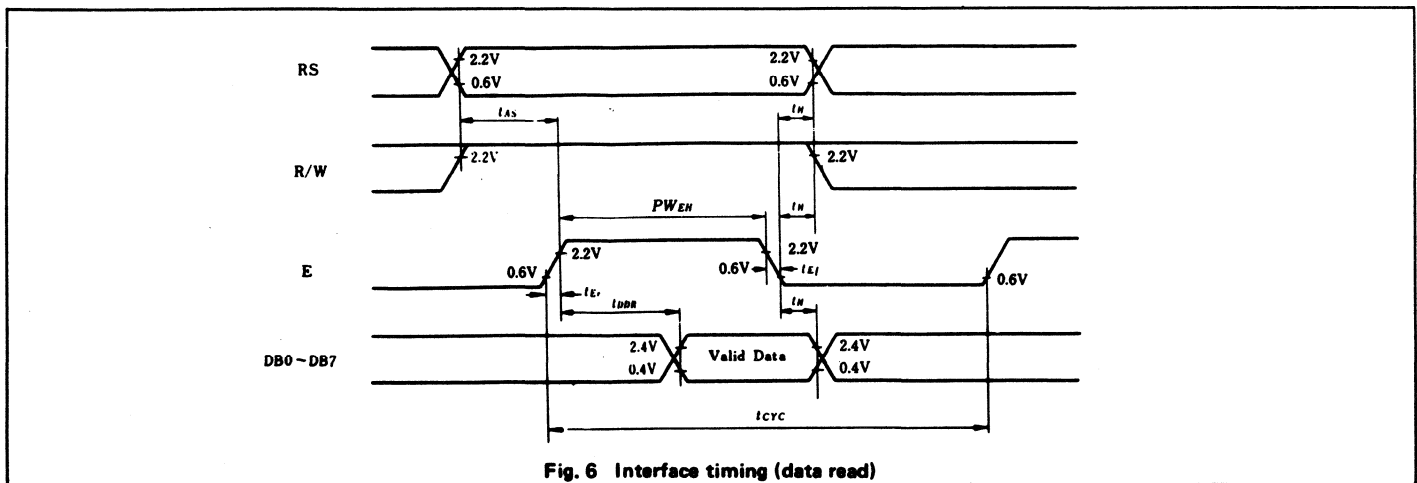 RS
2.2V
0.6V
2.2V
0.6V
tAS
tH
R/W
2.2V
2.2V
PWEH
tH
E
0.6V
2.2V
0.6V
2.2V
tEf
0.6V
tEr
tDDR
tH
DB0~DB7
2.4V
0.4V
Valid Data
2.4V
0.4V
tCYC
Fig. 6 Interface timing (data read)